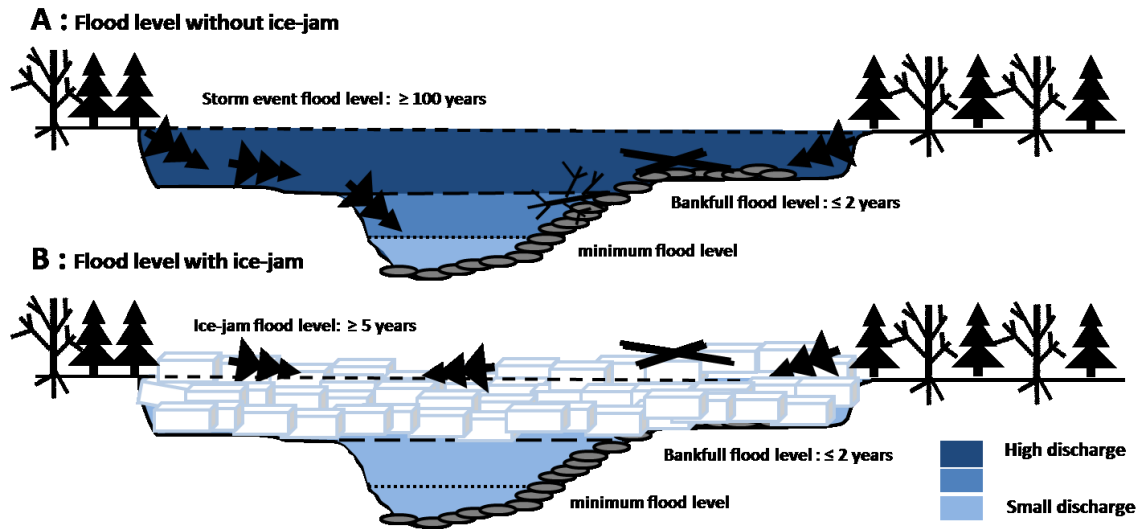 A : Flood level without ice-jam
Storm event flood level : ≥ 100 years
Bankfull flood level : ≤ 2 years
minimum flood level
B : Flood level with ice-jam
Ice-jam flood level : ≥ 5 years
Bankfull flood level : ≤ 2 years
High discharge
minimum flood level
Small discharge